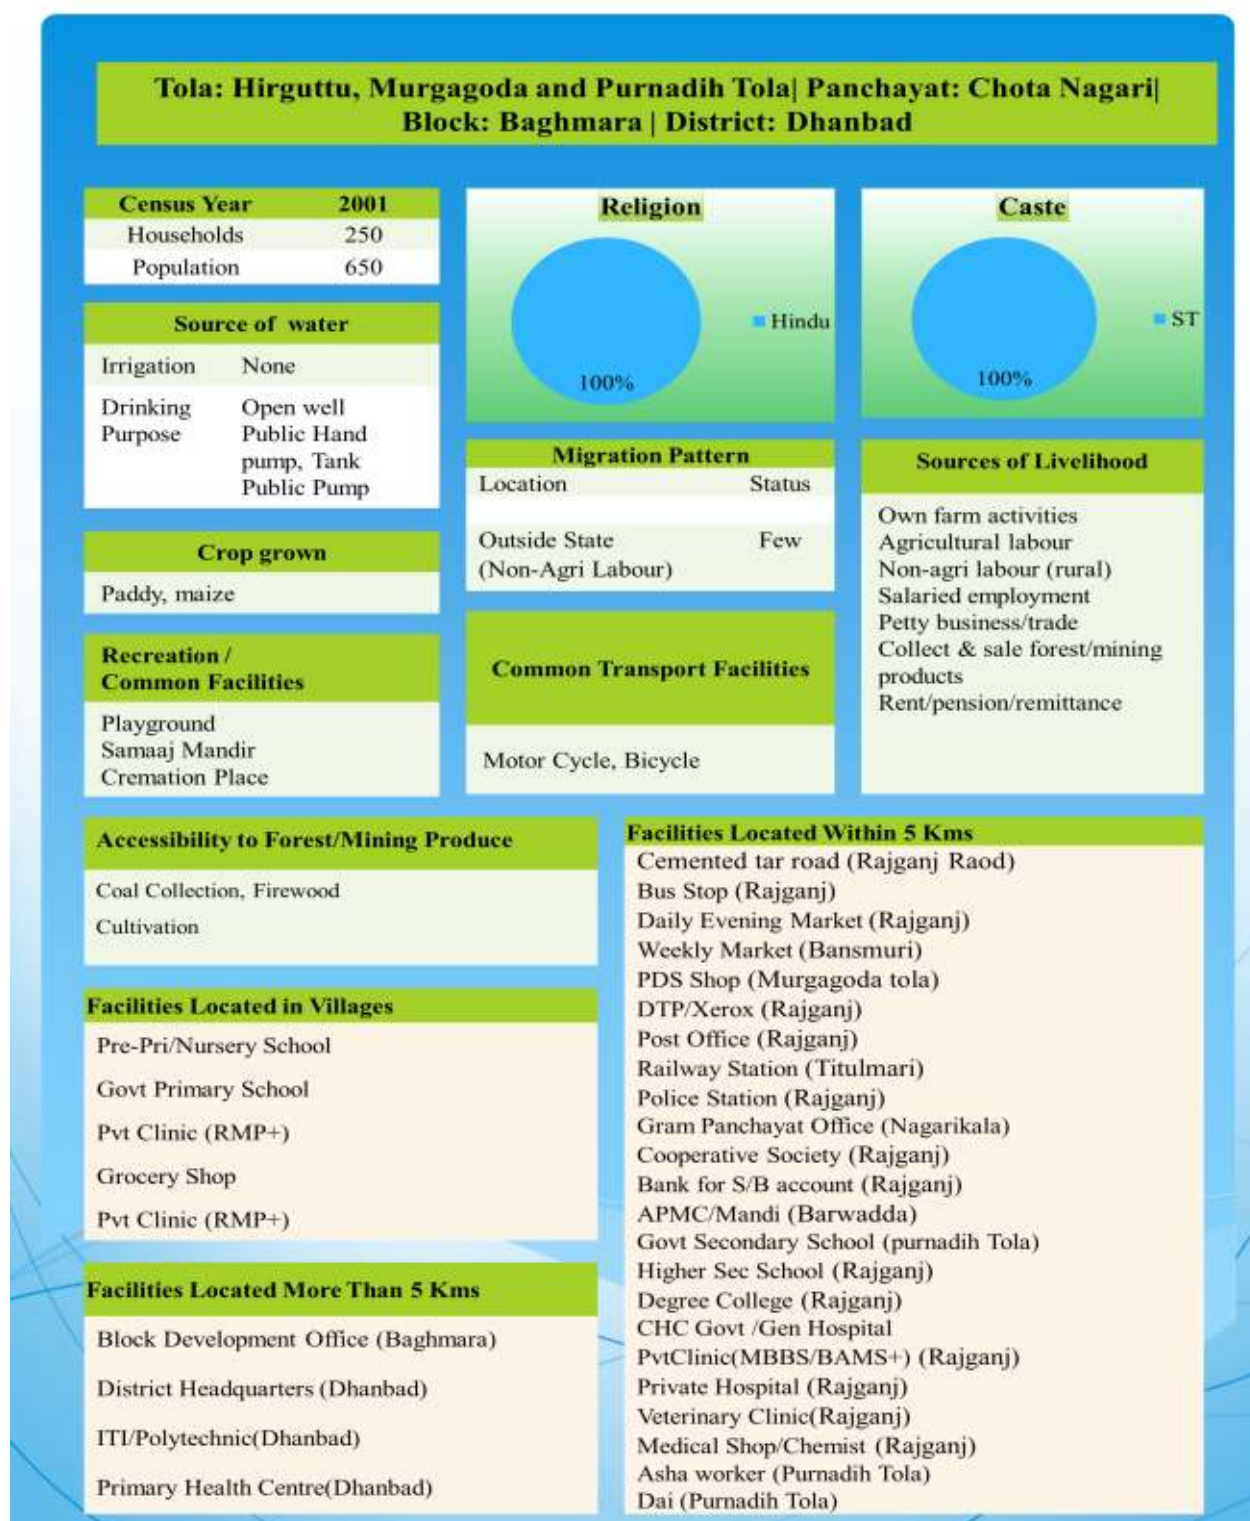 Tola: Hirguttu, Murgagoda and Purnadih Tola| Panchayat: Chota Nagari|
Block: Baghmara | District: Dhanbad
Census Year 2001
Households 250
Population 650
Source of water
Irrigation None
Drinking Open well
Purpose Public Hand
pump, Tank
Public Pump
Crop grown
Paddy, maize
Recreation /
Common Facilities
Playground
Samaaj Mandir
Cremation Place
Religion
Hindu
100%
Caste
ST
100%
Migration Pattern
Location Status
Outside State Few
(Non-Agri Labour)
Common Transport Facilities
Motor Cycle, Bicycle
Sources of Livelihood
Own farm activities
Agricultural labour
Non-agri labour (rural)
Salaried employment
Petty business/trade
Collect & sale forest/mining
products
Rent/pension/remittance
Accessibility to Forest/Mining Produce
Coal Collection, Firewood
Cultivation
Facilities Located in Villages
Pre-Pri/Nursery School
Govt Primary School
Pvt Clinic (RMP+)
Grocery Shop
Pvt Clinic (RMP+)
Facilities Located More Than 5 Kms
Block Development Office (Baghmara)
District Headquarters (Dhanbad)
ITI/Polytechnic(Dhanbad)
Primary Health Centre(Dhanbad)
Facilities Located Within 5 Kms
Cemented tar road (Rajganj Raod)
Bus Stop (Rajganj)
Daily Evening Market (Rajganj)
Weekly Market (Bansmuri)
PDS Shop (Murgagoda tola)
DTP/Xerox (Rajganj)
Post Office (Rajganj)
Railway Station (Titulmari)
Police Station (Rajganj)
Gram Panchayat Office (Nagarikala)
Cooperative Society (Rajganj)
Bank for S/B account (Rajganj)
APMC/Mandi (Barwadda)
Govt Secondary School (purnadih Tola)
Higher Sec School (Rajganj)
Degree College (Rajganj)
CHC Govt /Gen Hospital
PvtClinic(MBBS/BAMS+) (Rajganj)
Private Hospital (Rajganj)
Veterinary Clinic(Rajganj)
Medical Shop/Chemist (Rajganj)
Asha worker (Purnadih Tola)
Dai (Purnadih Tola)